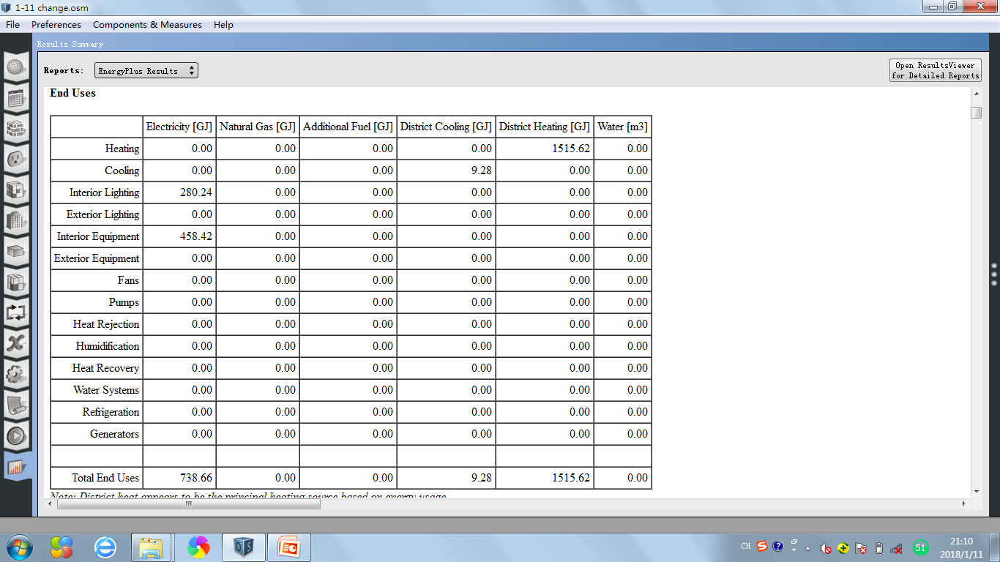 1-11 change.osm
File Preferences Components & Measures Help
Results Summary
Reports: EnergyPlus Results
Open ResultsViewer
for Detailed Reports
End Uses
Electricity [GJ] Natural Gas [GJ] Additional Fuel [GJ] District Cooling [GJ] District Heating [GJ] Water [m3]
Heating 0.00 0.00 0.00 0.00 1515.62 0.00
Cooling 0.00 0.00 0.00 9.28 0.00 0.00
Interior Lighting 280.24 0.00 0.00 0.00 0.00 0.00
Exterior Lighting 0.00 0.00 0.00 0.00 0.00 0.00
Interior Equipment 458.42 0.00 0.00 0.00 0.00 0.00
Exterior Equipment 0.00 0.00 0.00 0.00 0.00 0.00
Fans 0.00 0.00 0.00 0.00 0.00 0.00
Pumps 0.00 0.00 0.00 0.00 0.00 0.00
Heat Rejection 0.00 0.00 0.00 0.00 0.00 0.00
Humidification 0.00 0.00 0.00 0.00 0.00 0.00
Heat Recovery 0.00 0.00 0.00 0.00 0.00 0.00
Water Systems 0.00 0.00 0.00 0.00 0.00 0.00
Refrigeration 0.00 0.00 0.00 0.00 0.00 0.00
Generators 0.00 0.00 0.00 0.00 0.00 0.00
Total End Uses 738.66 0.00 0.00 9.28 1515.62 0.00
Note: District heat appears to be the principal heating source based on energy usage.
CH 51 21:10
2018/1/11